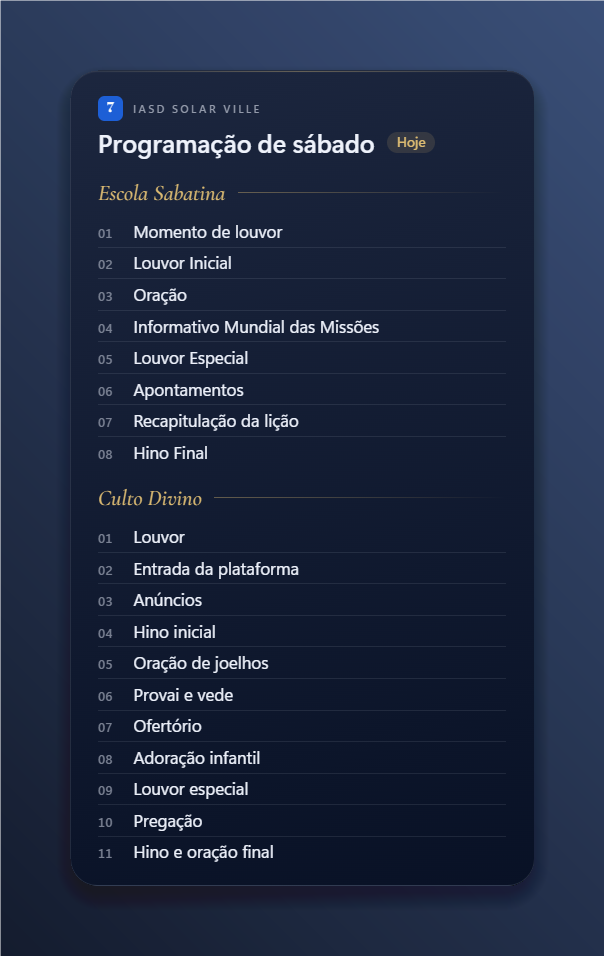 7 IASD SOLAR VILLE
Programação de sábado Hoje
Escola Sabatina
01 Momento de louvor
02 Louvor Inicial
03 Oração
04 Informativo Mundial das Missões
05 Louvor Especial
06 Apontamentos
07 Recapitulação da lição
08 Hino Final
Culto Divino
01 Louvor
02 Entrada da plataforma
03 Anúncios
04 Hino inicial
05 Oração de joelhos
06 Provai e vede
07 Ofertório
08 Adoração infantil
09 Louvor especial
10 Pregação
11 Hino e oração final